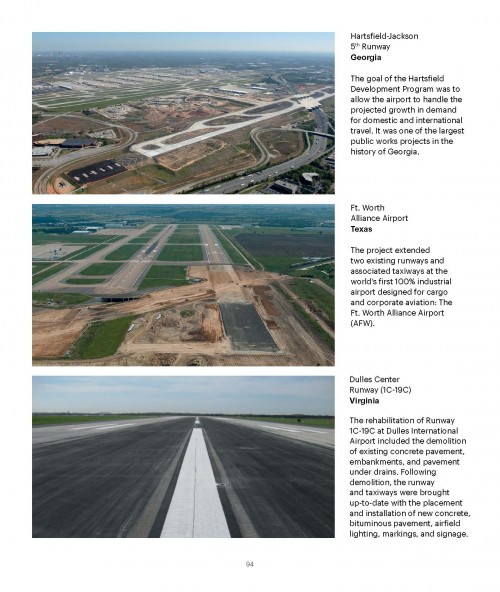 Hartsfield-Jackson
5th Runway
Georgia
The goal of the Hartsfield
Development Program was to
allow the airport to handle the
projected growth in demand
for domestic and international
travel. It was one of the largest
public works projects in the
history of Georgia.
Ft. Worth
Alliance Airport
Texas
The project extended
two existing runways and
associated taxiways at the
world's first 100% industrial
airport designed for cargo
and corporate aviation: The
Ft. Worth Alliance Airport
(AFW).
Dulles Center
Runway (1C-19C)
Virginia
The rehabilitation of Runway
1C-19C at Dulles International
Airport included the demolition
of existing concrete pavement,
embankments, and pavement
under drains. Following
demolition, the runway
and taxiways were brought
up-to-date with the placement
and installation of new concrete,
bituminous pavement, airfield
lighting, markings, and signage.
94